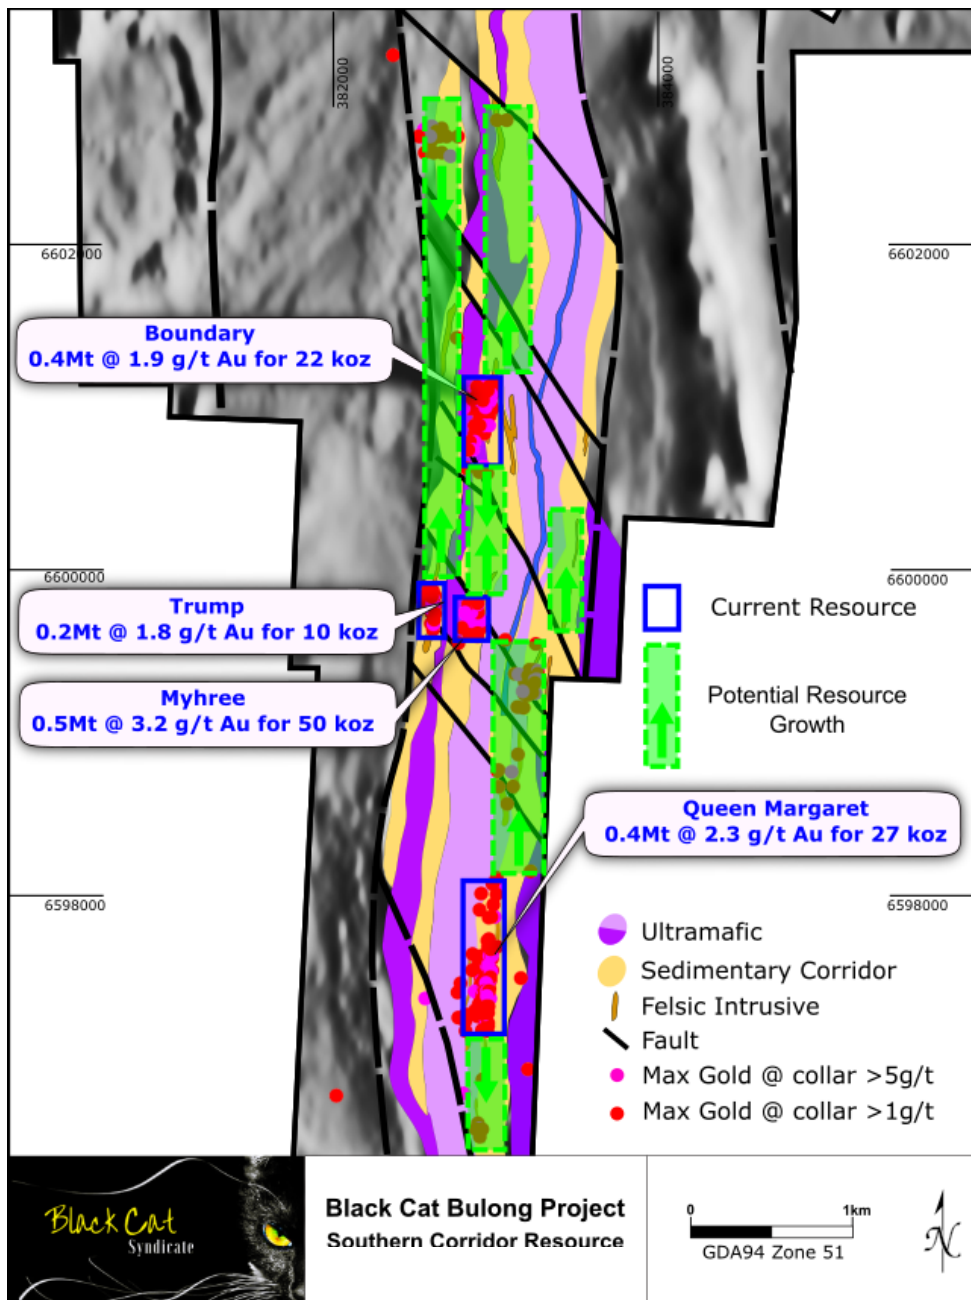 382000
384000
6602000
6602000
Boundary
0.4Mt @ 1.9 g/t Au for 22 koz
6600000
6600000
Trump
0.2Mt @ 1.8 g/t Au for 10 koz
Current Resource
Myhree
0.5Mt @ 3.2 g/t Au for 50 koz
Potential Resource
Growth
Queen Margaret
0.4Mt @ 2.3 g/t Au for 27 koz
6598000
6598000
Ultramafic
Sedimentary Corridor
Felsic Intrusive
Fault
Max Gold @ collar >5g/t
Max Gold @ collar >1g/t
Black Cat
Syndicate
Black Cat Bulong Project
Southern Corridor Resource
0
1km
GDA94 Zone 51
N